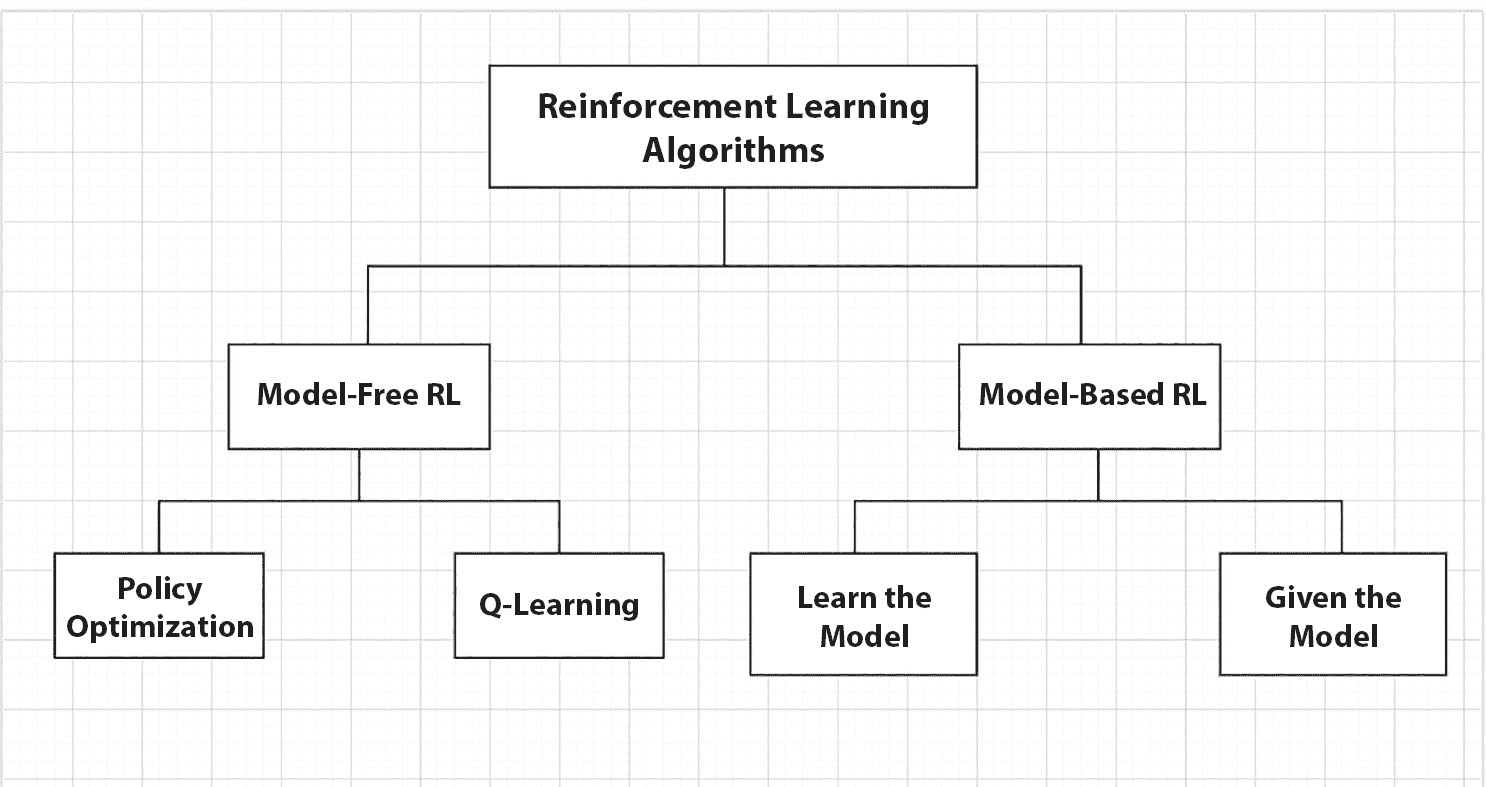 Reinforcement Learning
Algorithms
Model-Free RL
Model-Based RL
Policy
Optimization
Q-Learning
Learn the
Model
Given the
Model